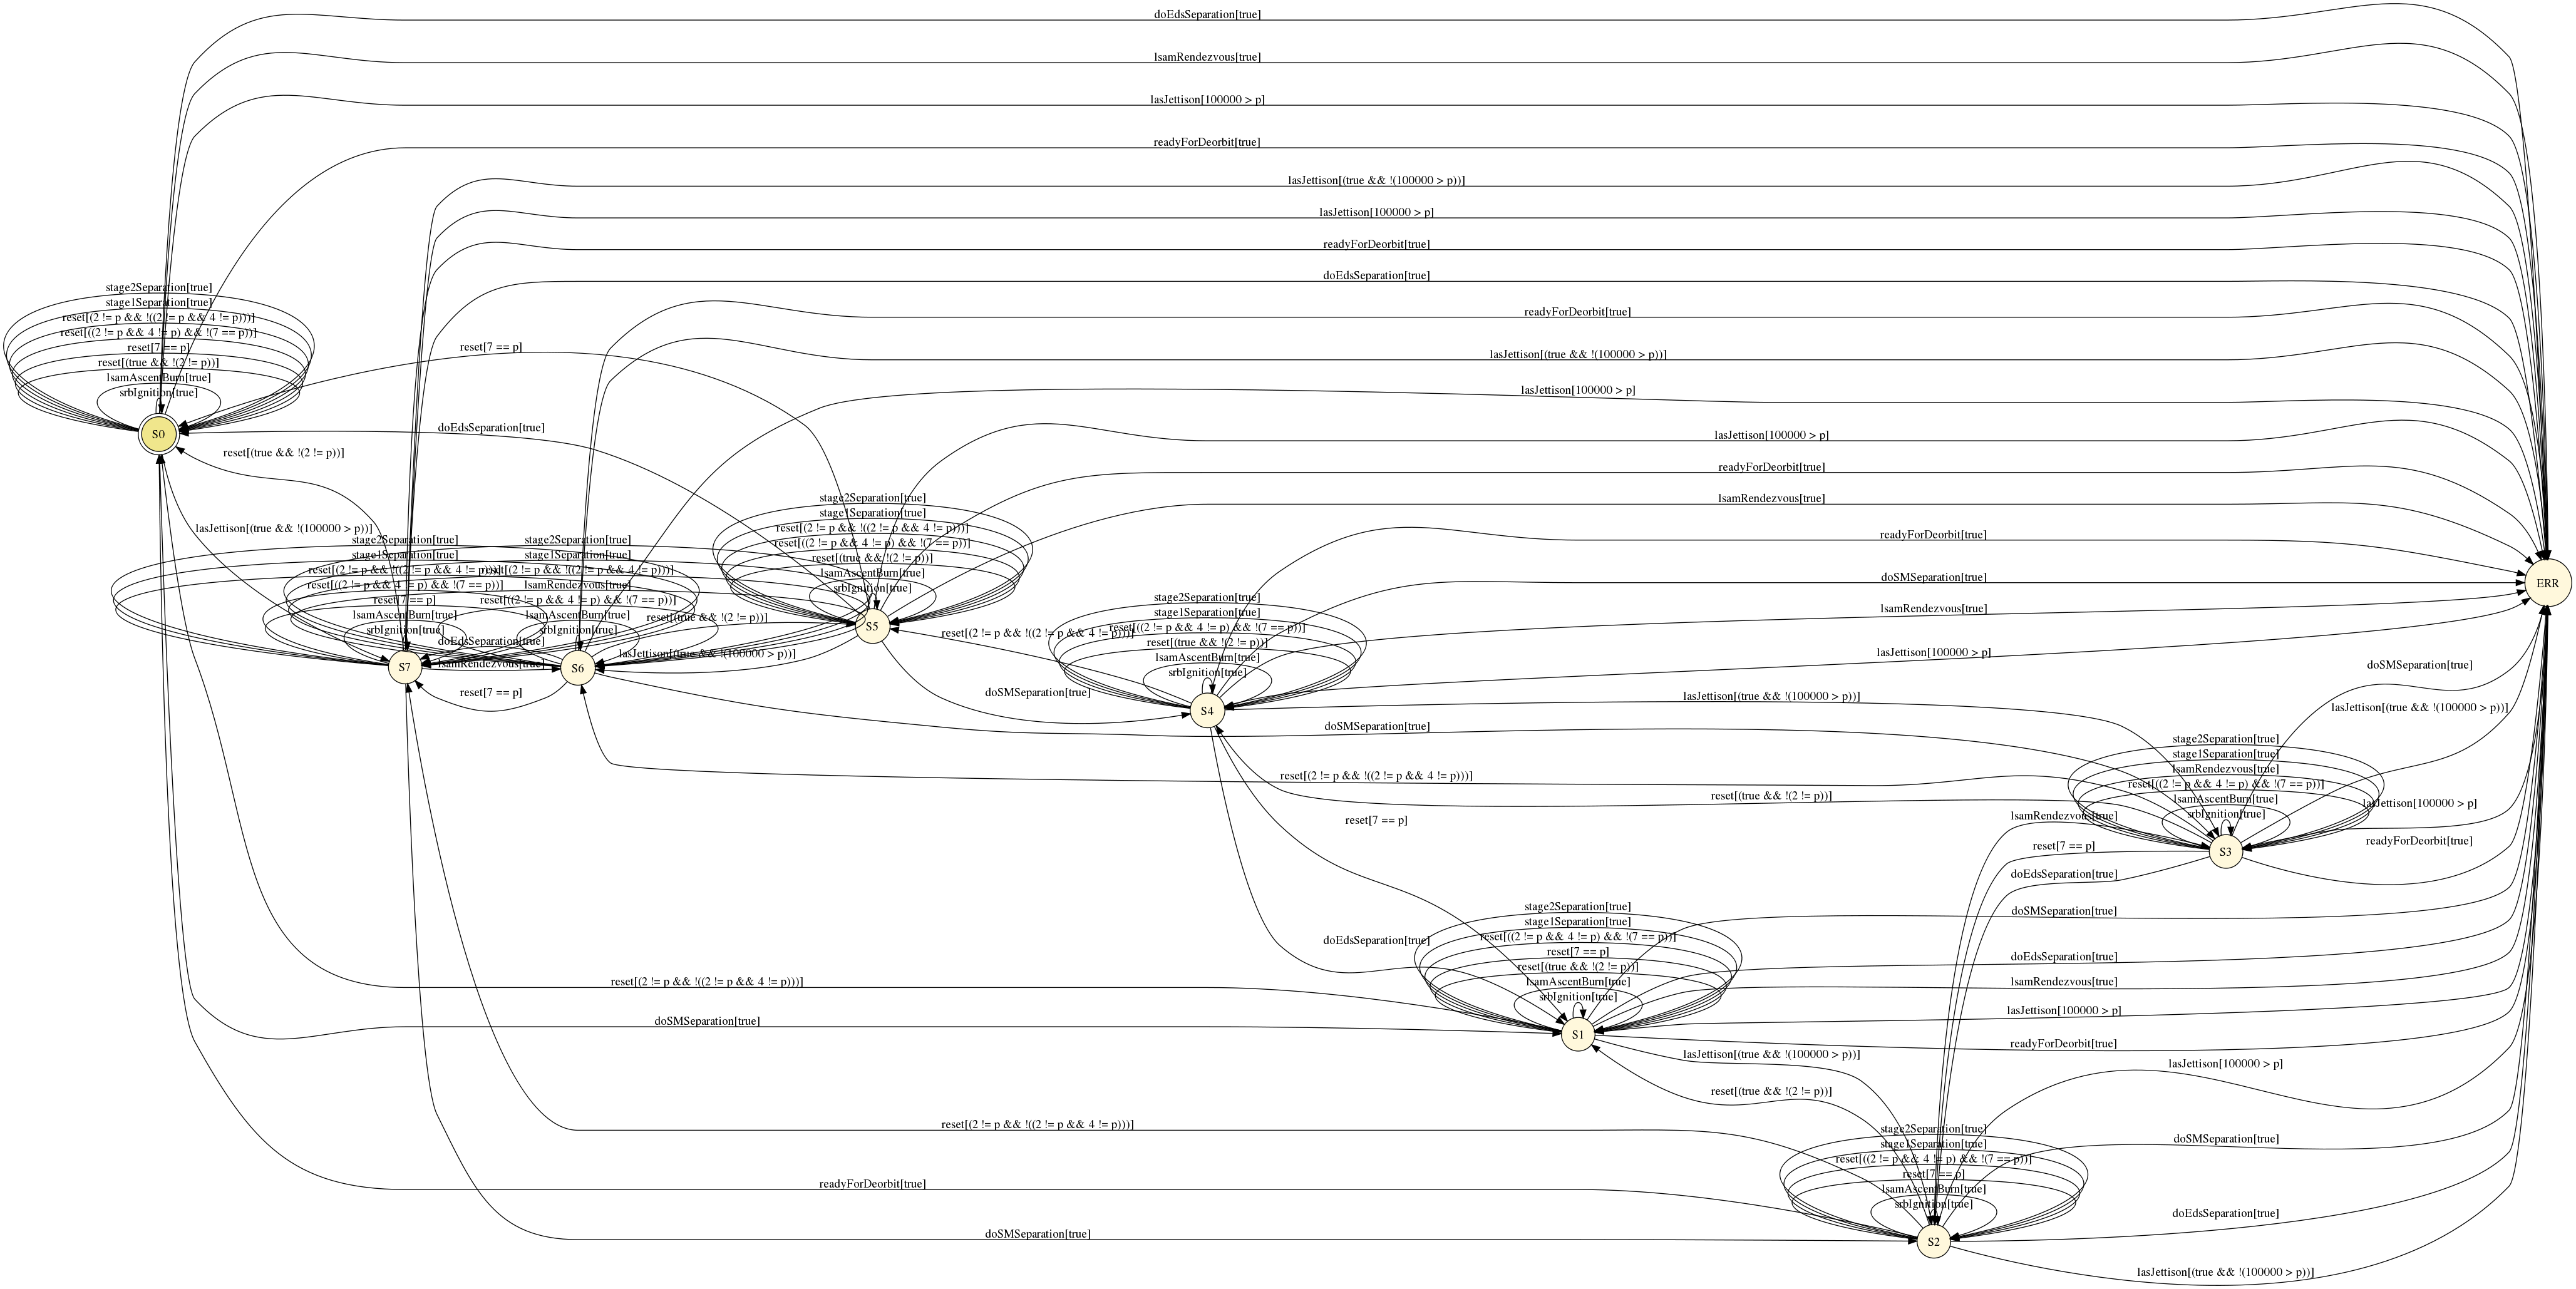 doEdsSeparation[true]
lsamRendezvous[true]
lasJettison[100000 > p]
readyForDeorbit[true]
lasJettison[(true && !(100000 > p))]
lasJettison[100000 > p]
readyForDeorbit[true]
doEdsSeparation[true]
stage2Separation[true]
stage1Separation[true]
reset[(2 != p && !((2 != p && 4 != p)))]
reset[((2 != p && 4 != p) && !(7 == p))]
reset[7 == p]
reset[(true && !(2 != p))]
lsamAscentBurn[true]
srbIgnition[true]
S0
readyForDeorbit[true]
reset[7 == p]
lasJettison[(true && !(100000 > p))]
lasJettison[100000 > p]
doEdsSeparation[true]
lasJettison[100000 > p]
reset[(true && !(2 != p))]
readyForDeorbit[true]
lsamRendezvous[true]
stage2Separation[true]
stage1Separation[true]
reset[(2 != p && !((2 != p && 4 != p)))]
reset[((2 != p && 4 != p) && !(7 == p))]
reset[(true && !(2 != p))]
lsamAscentBurn[true]
srbIgnition[true]
S5
lasJettison[(true && !(100000 > p))]
stage2Separation[true]
stage1Separation[true]
reset[(2 != p && !((2 != p && 4 != p)))]
reset[((2 != p && 4 != p) && !(7 == p))]
reset[7 == p]
lsamAscentBurn[true]
srbIgnition[true]
S7
stage2Separation[true]
stage1Separation[true]
reset[(2 != p && !((2 != p && 4 != p)))]
lsamRendezvous[true]
reset[((2 != p && 4 != p) && !(7 == p))]
lsamAscentBurn[true]
srbIgnition[true]
S6
doEdsSeparation[true]
lsamRendezvous[true]
reset[7 == p]
reset[(true && !(2 != p))]
lasJettison[(true && !(100000 > p))]
readyForDeorbit[true]
doSMSeparation[true]
ERR
lsamRendezvous[true]
lasJettison[100000 > p]
stage2Separation[true]
stage1Separation[true]
reset[((2 != p && 4 != p) && !(7 == p))]
reset[(true && !(2 != p))]
lsamAscentBurn[true]
srbIgnition[true]
S4
reset[(2 != p && !((2 != p && 4 != p)))]
doSMSeparation[true]
lasJettison[(true && !(100000 > p))]
doSMSeparation[true]
doSMSeparation[true]
lasJettison[(true && !(100000 > p))]
stage2Separation[true]
stage1Separation[true]
lsamRendezvous[true]
reset[((2 != p && 4 != p) && !(7 == p))]
lsamAscentBurn[true]
srbIgnition[true]
S3
lasJettison[100000 > p]
readyForDeorbit[true]
reset[(2 != p && !((2 != p && 4 != p)))]
reset[(true && !(2 != p))]
reset[7 == p]
lsamRendezvous[true]
reset[7 == p]
doEdsSeparation[true]
doEdsSeparation[true]
stage2Separation[true]
stage1Separation[true]
reset[((2 != p && 4 != p) && !(7 == p))]
reset[7 == p]
reset[(true && !(2 != p))]
lsamAscentBurn[true]
srbIgnition[true]
S1
doSMSeparation[true]
doEdsSeparation[true]
lsamRendezvous[true]
lasJettison[100000 > p]
readyForDeorbit[true]
reset[(2 != p && !((2 != p && 4 != p)))]
doSMSeparation[true]
lasJettison[(true && !(100000 > p))]
lasJettison[100000 > p]
reset[(true && !(2 != p))]
reset[(2 != p && !((2 != p && 4 != p)))]
stage2Separation[true]
stage1Separation[true]
reset[((2 != p && 4 != p) && !(7 == p))]
reset[7 == p]
lsamAscentBurn[true]
srbIgnition[true]
S2
doSMSeparation[true]
readyForDeorbit[true]
doEdsSeparation[true]
doSMSeparation[true]
lasJettison[(true && !(100000 > p))]